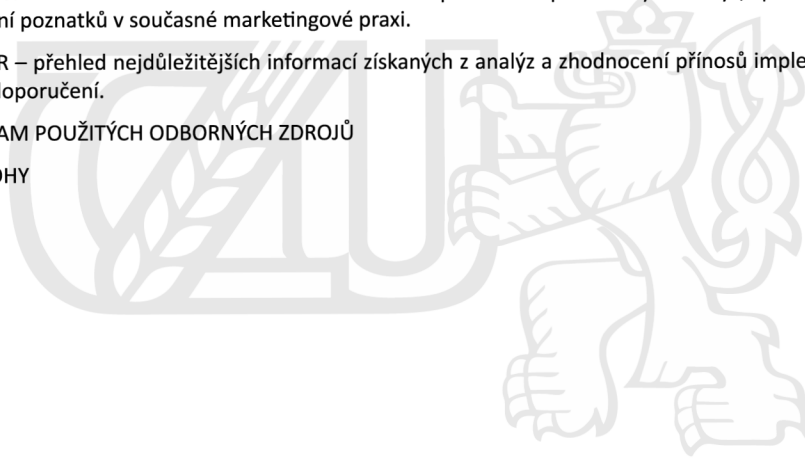 ní poznatků v současné marketingové praxi.
R – přehled nejdůležitějších informací získaných z analýz a zhodnocení přínosů imple
doporučení.
AM POUŽITÝCH ODBORNÝCH ZDROJŮ
OHY
ČZU